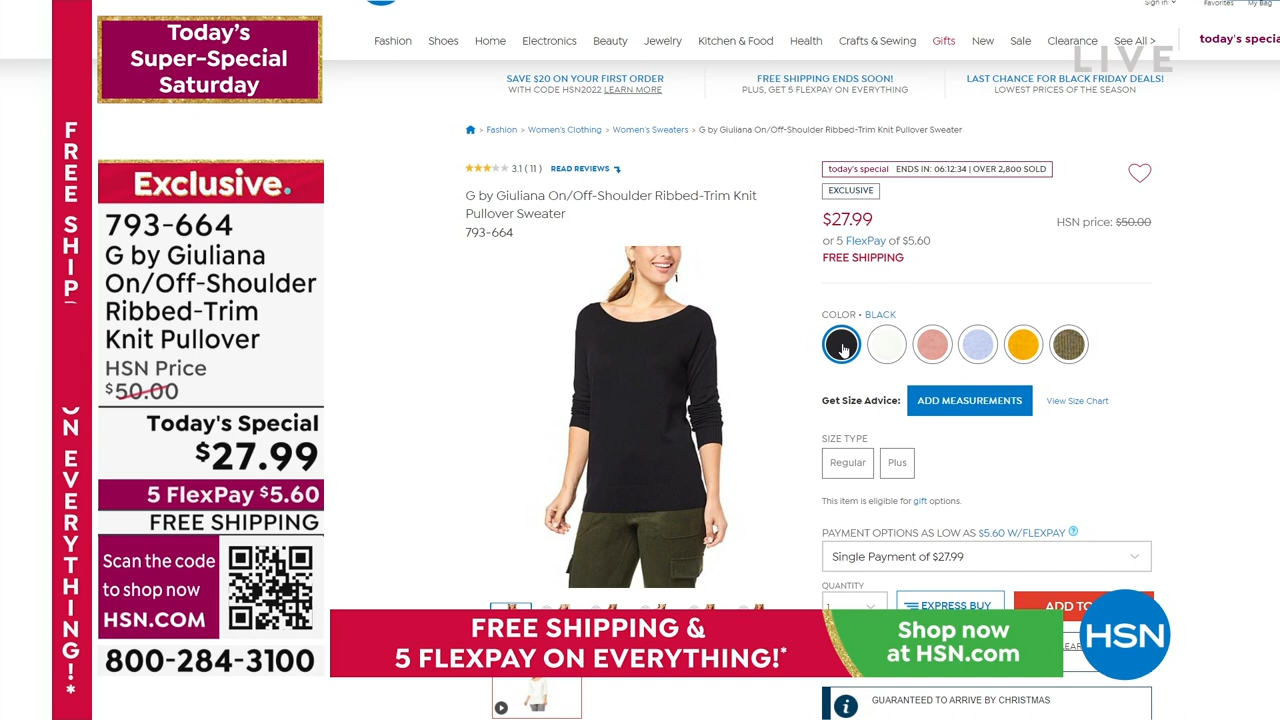 FREE SHIP
ON EVERYTHING!*
Today's
Super-Special
Saturday
Exclusive.
793-664
G by Giuliana
On/Off-Shoulder
Ribbed-Trim
Knit Pullover
HSN Price
$50.00
Today's Special
$27.99
5 FlexPay $5.60
FREE SHIPPING
Scan the code
to shop now
HSN.COM
800-284-3100
Sign in
Favorites
My Bag
Fashion Shoes Home Electronics Beauty Jewelry Kitchen & Food Health Crafts & Sewing Gifts New Sale Clearance See All >
today's specia
LIVE
SAVE $20 ON YOUR FIRST ORDER
WITH CODE HSN2022 LEARN MORE
FREE SHIPPING ENDS SOON!
PLUS, GET 5 FLEXPAY ON EVERYTHING
LAST CHANCE FOR BLACK FRIDAY DEALS!
LOWEST PRICES OF THE SEASON
> Fashion > Women's Clothing > Women's Sweaters > G by Giuliana On/Off-Shoulder Ribbed-Trim Knit Pullover Sweater
3.1 ( 11 ) READ REVIEWS
G by Giuliana On/Off-Shoulder Ribbed-Trim Knit
Pullover Sweater
793-664
today's special ENDS IN: 06:12:34 | OVER 2,800 SOLD
EXCLUSIVE
$27.99
HSN price: $50.00
or 5 FlexPay of $5.60
FREE SHIPPING
COLOR • BLACK
Get Size Advice: ADD MEASUREMENTS View Size Chart
SIZE TYPE
Regular
Plus
This item is eligible for gift options.
PAYMENT OPTIONS AS LOW AS $5.60 W/FLEXPAY ?
Single Payment of $27.99
QUANTITY
1
EXPRESS BUY
ADD TO
FREE SHIPPING &
5 FLEXPAY ON EVERYTHING!*
Shop now
at HSN.com
HSN
GUARANTEED TO ARRIVE BY CHRISTMAS